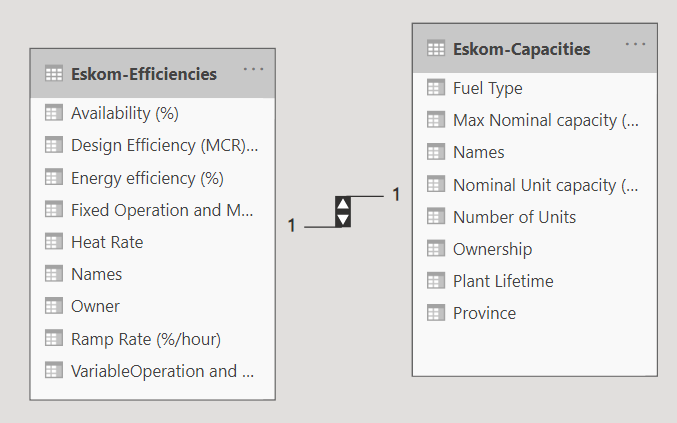 Eskom-Efficiencies ...
Availability (%)
Design Efficiency (MCR)...
Energy efficiency (%)
Fixed Operation and M...
Heat Rate
Names
Owner
Ramp Rate (%/hour)
VariableOperation and ...
1
1
Eskom-Capacities ...
Fuel Type
Max Nominal capacity (...
Names
Nominal Unit capacity (...
Number of Units
Ownership
Plant Lifetime
Province